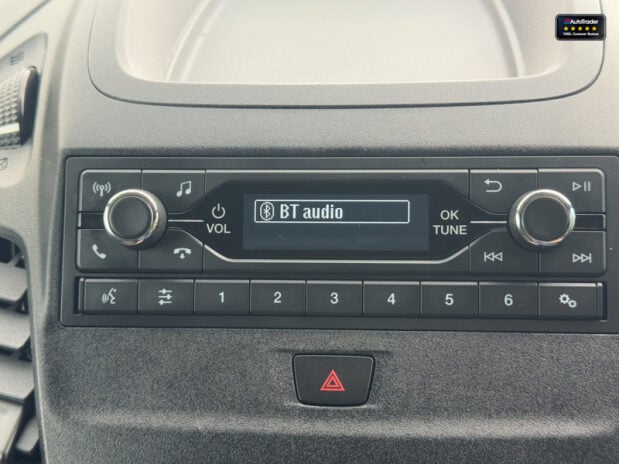 AutoTrader
BT audio
VOL
OK
TUNE
1 2 3 4 5 6